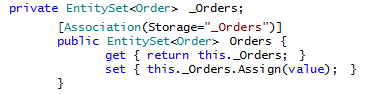 private EntitySet<Order> _Orders;
[Association(Storage="_Orders")]
public EntitySet<Order> Orders {
get { return this._Orders; }
set { this._Orders.Assign(value); }
}